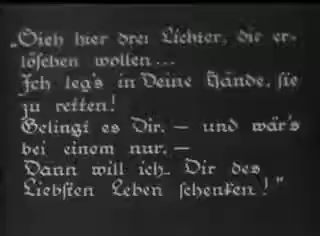 „Sieh hier drei Lichter, die er-
löschen wollen...
Ich leg's in Deine Hände, sie
zu retten!
Gelingt es Dir, — und wär's
bei einem nur, —
Dann will ich Dir des
Liebsten Leben schenken!"